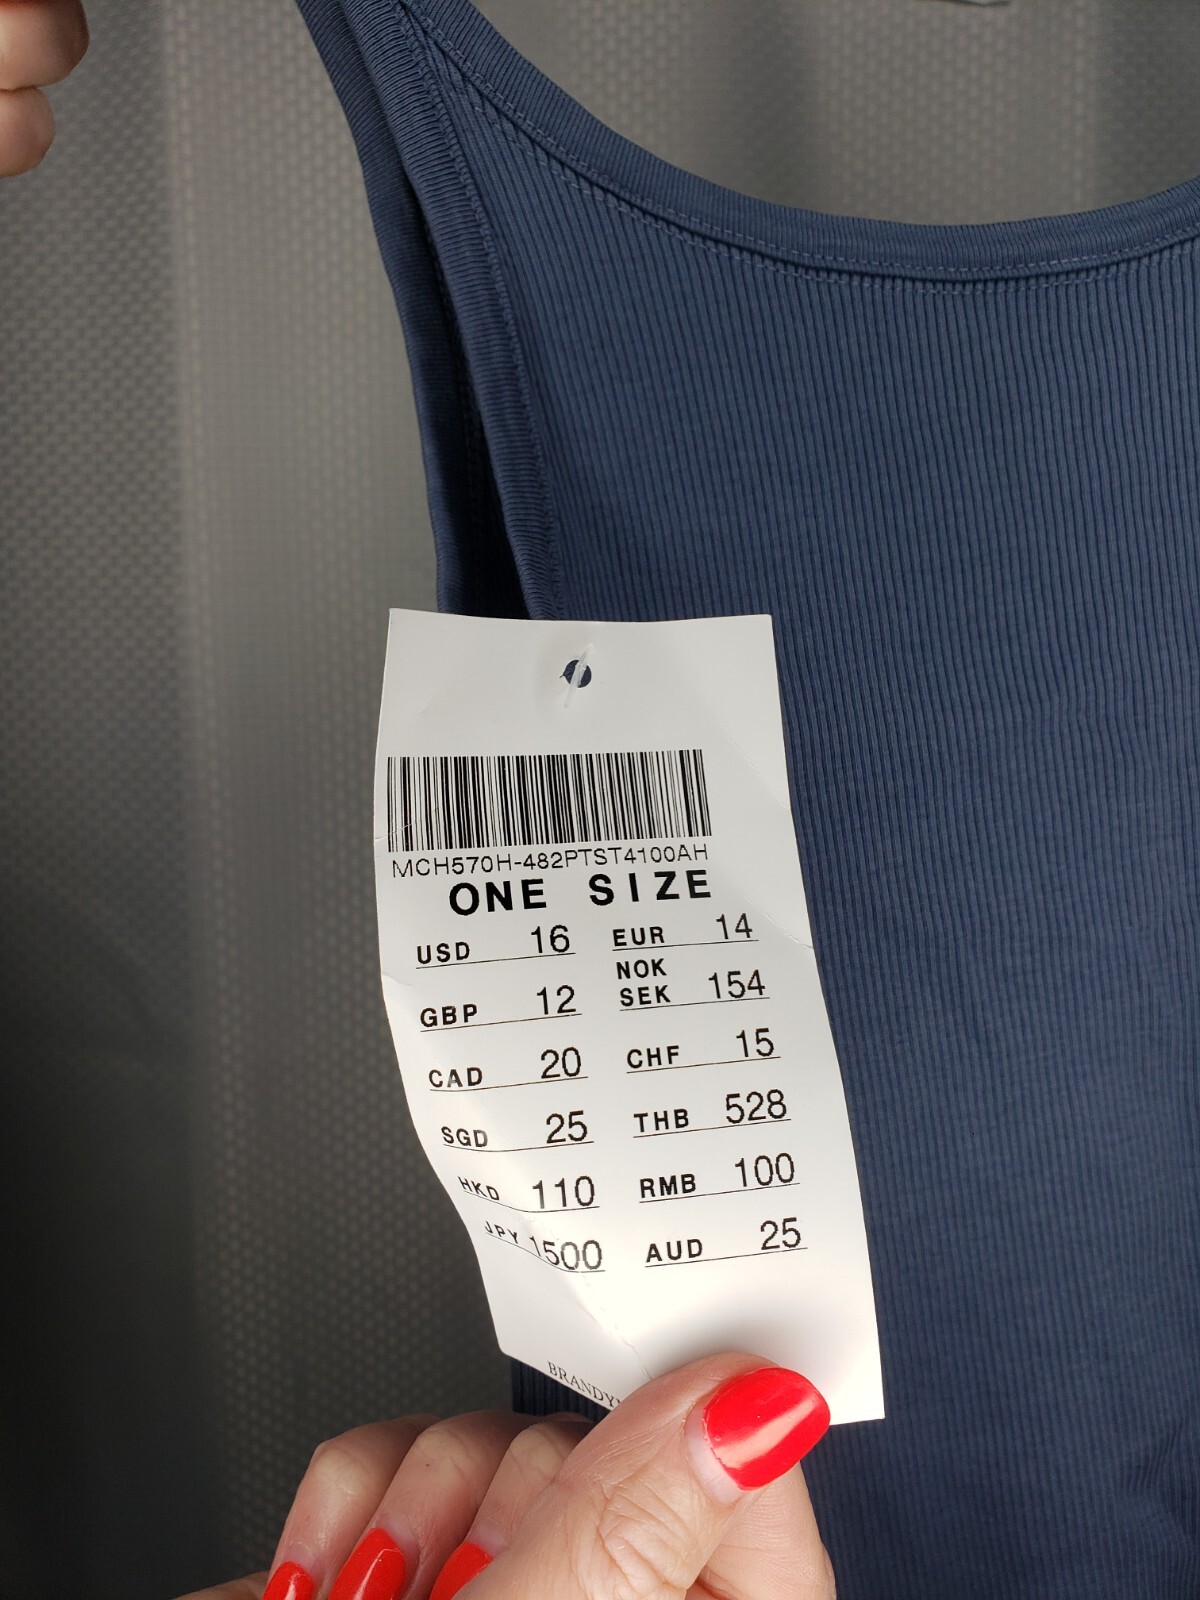 MCH570H-482PTST4100AH
ONE SIZE
USD 16 EUR 14
NOK
GBP 12 SEK 154
CAD 20 CHF 15
SGD 25 THB 528
HKD 110 RMB 100
JPY 1500 AUD 25
BRANDY